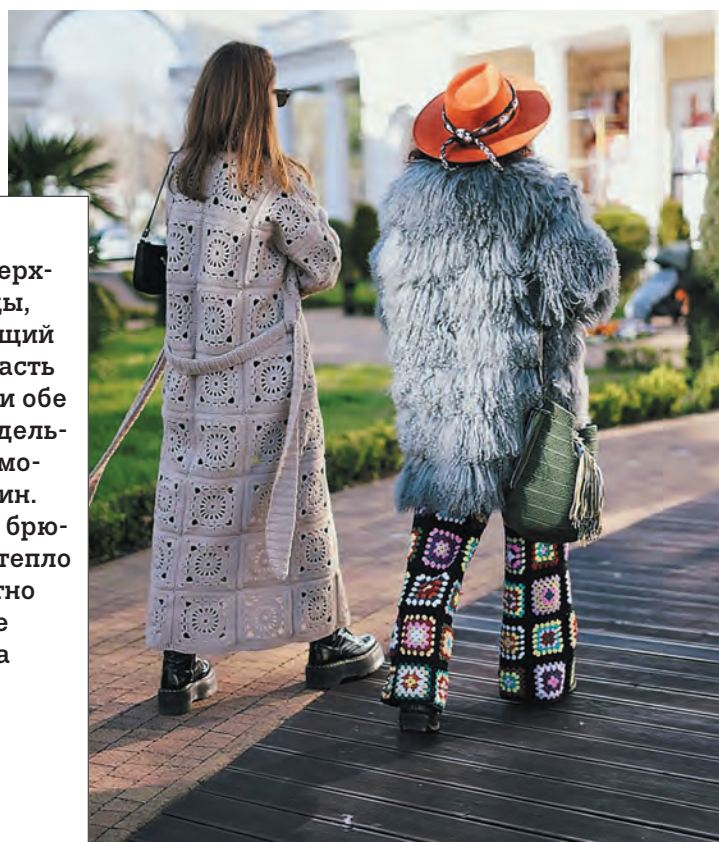 ерх-
ды,
щий
асть
и обе
дель-
мо-
ин.
брю-
тепло
тно
е
а